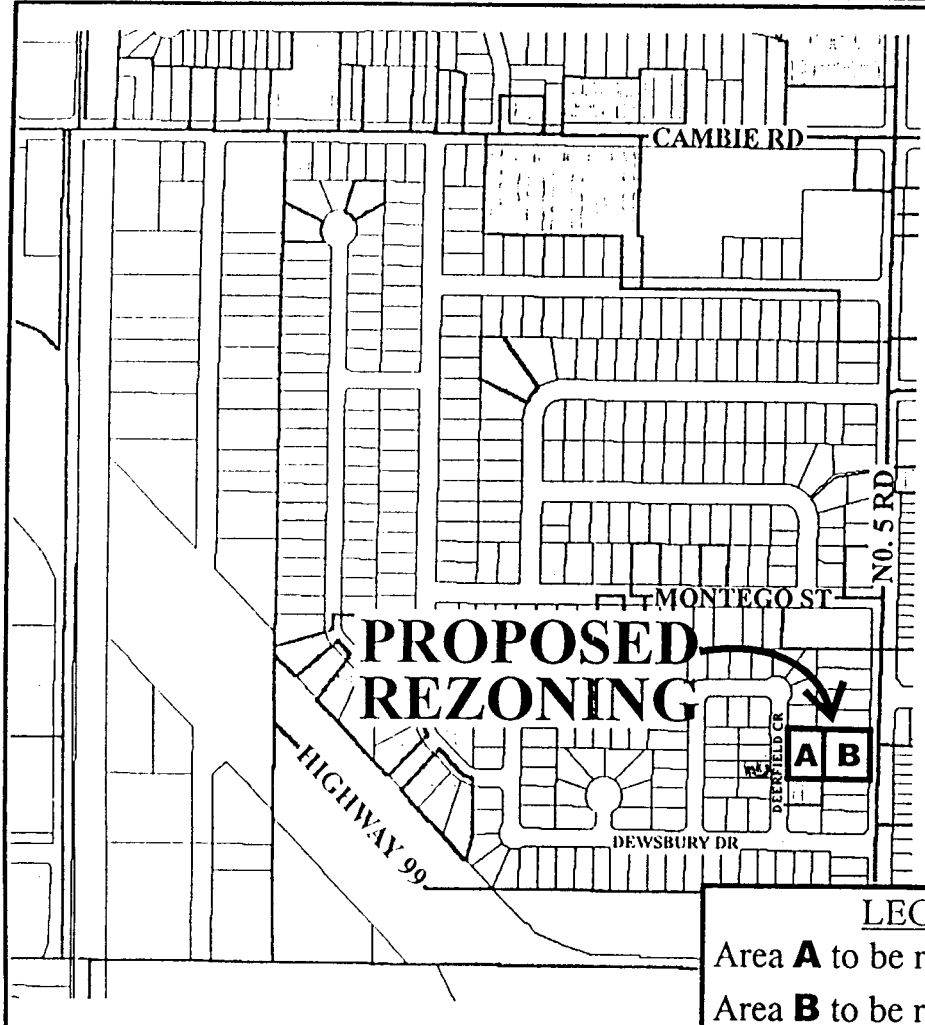 CAMBIE RD
NO. 5 RD
MONTEGO ST
PROPOSED
REZONING
A B
DEERFIELD CR
HIGHWAY 99
DEWSBURY DR
Area A to be
Area B to be